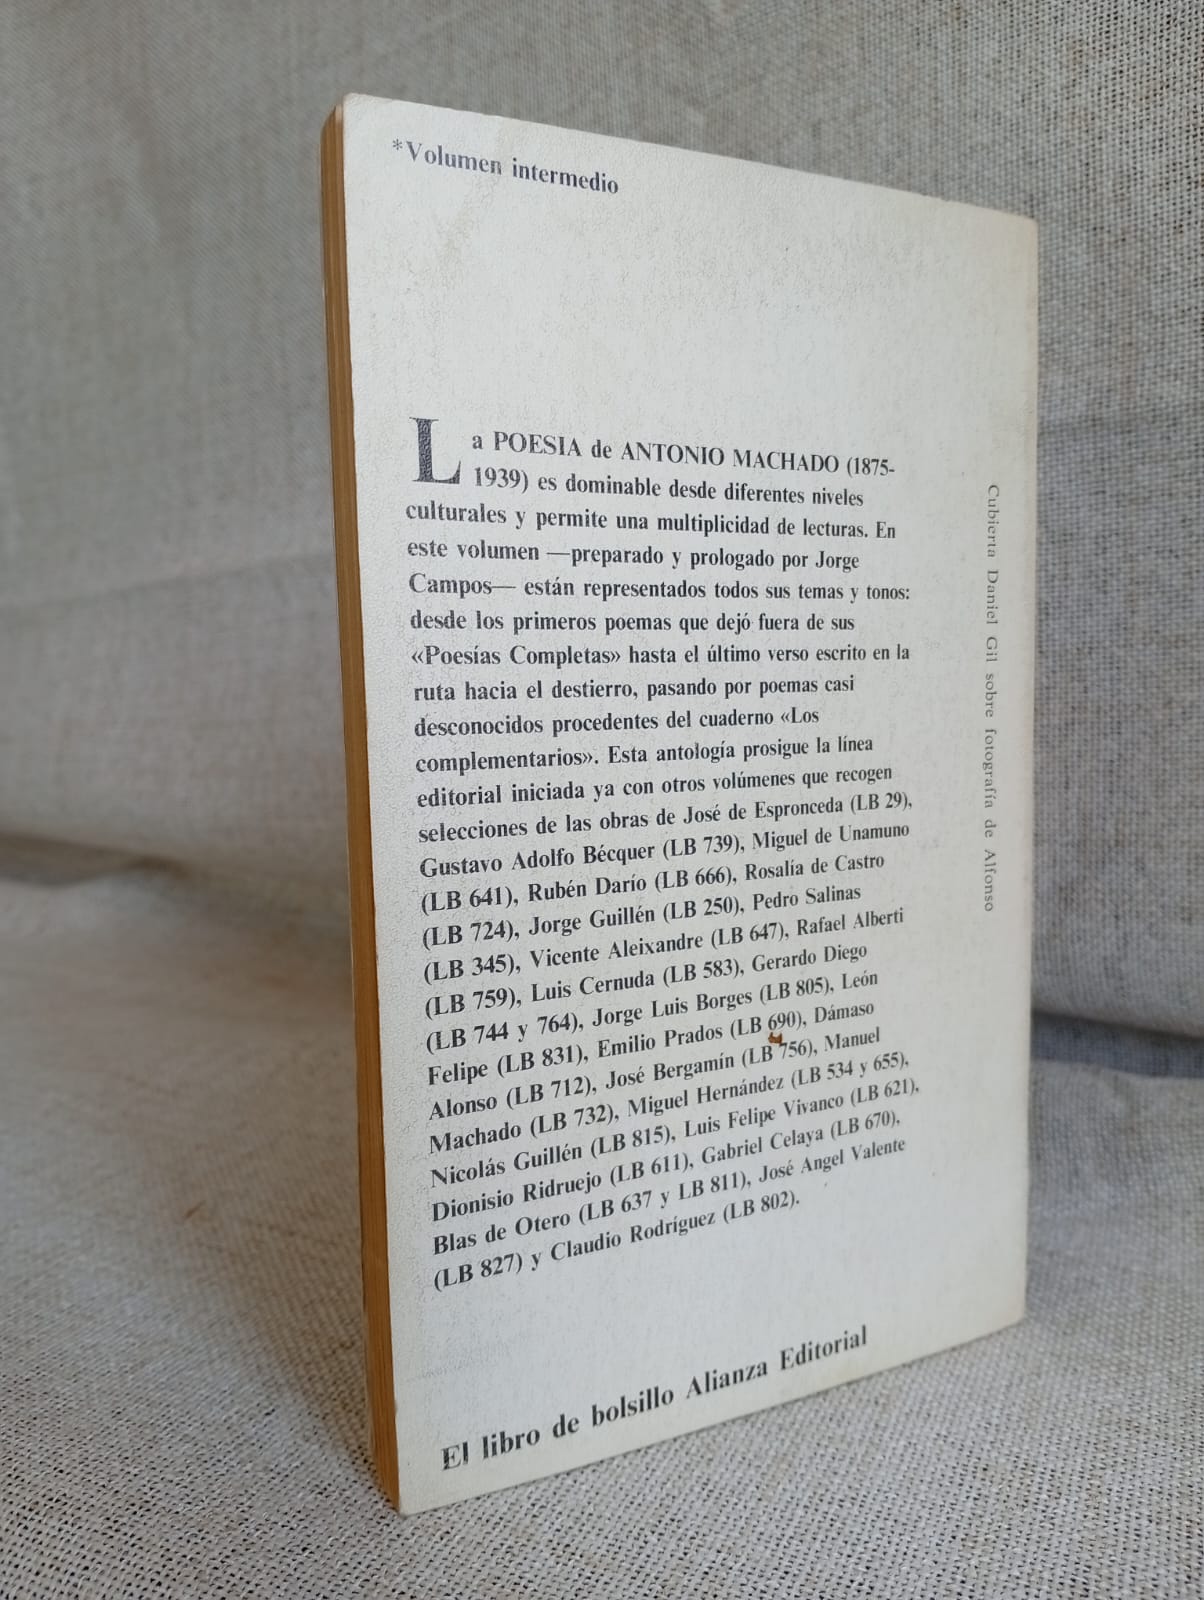 *Volumen intermedio
La POESIA de ANTONIO MACHADO (1875-
1939) es dominable desde diferentes niveles
culturales y permite una multiplicidad de lecturas. En
este volumen —preparado y prologado por Jorge
Campos— están representados todos sus temas y tonos:
desde los primeros poemas que dejó fuera de sus
«Poesías Completas» hasta el último verso escrito en la
ruta hacia el destierro, pasando por poemas casi
desconocidos procedentes del cuaderno «Los
complementarios». Esta antología prosigue la línea
editorial iniciada ya con otros volúmenes que recogen
selecciones de las obras de José de Espronceda (LB 29),
Gustavo Adolfo Bécquer (LB 739), Miguel de Unamuno
(LB 641), Rubén Darío (LB 666), Rosalía de Castro
(LB 724), Jorge Guillén (LB 250), Pedro Salinas
(LB 345), Vicente Aleixandre (LB 647), Rafael Alberti
(LB 759), Luis Cernuda (LB 583), Gerardo Diego
(LB 744 y 764), Jorge Luis Borges (LB 805), León
Felipe (LB 831), Emilio Prados (LB 690), Dámaso
Alonso (LB 712), José Bergamín (LB 756), Manuel
Machado (LB 732), Miguel Hernández (LB 534 y 655),
Nicolás Guillén (LB 815), Luis Felipe Vivanco (LB 621),
Dionisio Ridruejo (LB 611), Gabriel Celaya (LB 670),
Blas de Otero (LB 637 y LB 811), José Angel Valente
(LB 827) y Claudio Rodríguez (LB 802).
Cubierta Daniel Gil sobre fotografía de Alfonso
El libro de bolsillo Alianza Editorial